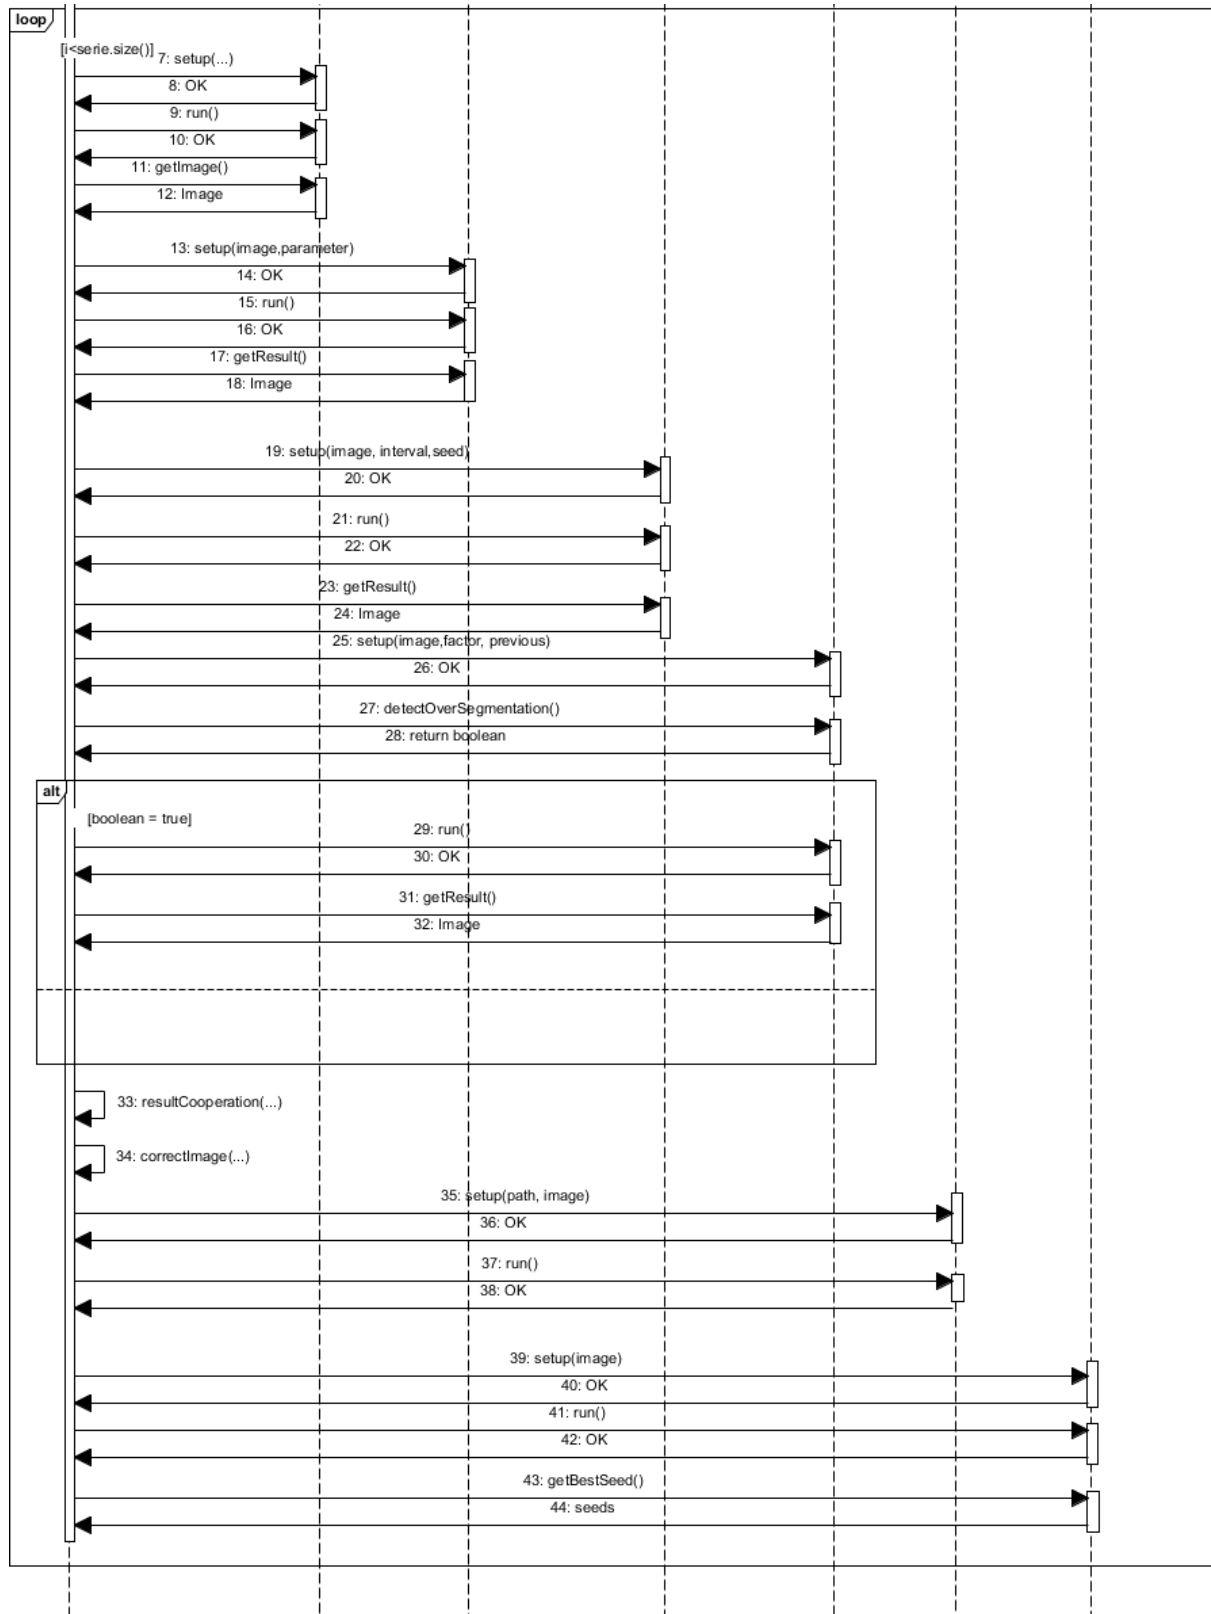 loop
[i<serie.size()]
7: setup(...)
8: OK
9: run()
10: OK
11: getImage()
12: Image
13: setup(image,parameter)
14: OK
15: run()
16: OK
17: getResult()
18: Image
19: setup(image, interval,seed)
20: OK
21: run()
22: OK
23: getResult()
24: Image
25: setup(image,factor, previous)
26: OK
27: detectOverSegmentation()
28: return boolean
alt
[boolean = true]
29: run()
30: OK
31: getResult()
32: Image
33: resultCooperation(...)
34: correctImage(...)
35: setup(path, image)
36: OK
37: run()
38: OK
39: setup(image)
40: OK
41: run()
42: OK
43: getBestSeed()
44: seeds